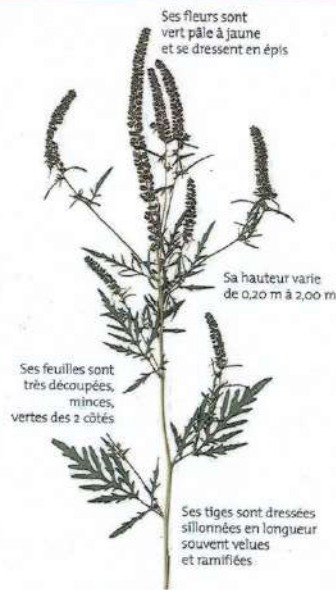 Ses fleurs sont
vert pâle à jaune
et se dressent en épis
Sa hauteur varie
de 0,20 m à 2,00 m
Ses feuilles sont
très découpées,
minces,
vertes des 2 côtés
Ses tiges sont dressées
sillonnées en longueur
souvent velues
et ramifiées